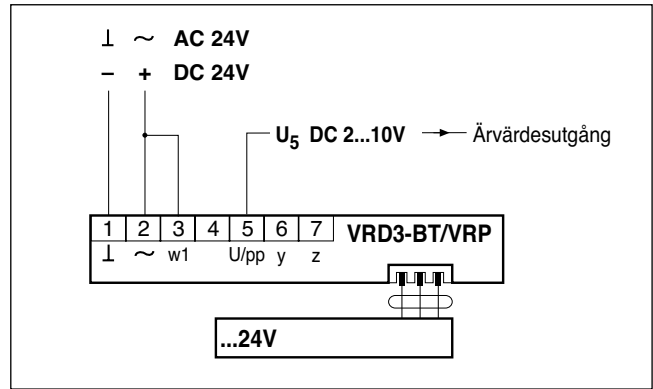 ⊥ ~ AC 24V
– + DC 24V
U5 DC 2...10V Ärvärdesutgång
1 2 3 4 5 6 7 VRD3-BT/VRP
⊥ ~ w1 U/pp y z
...24V